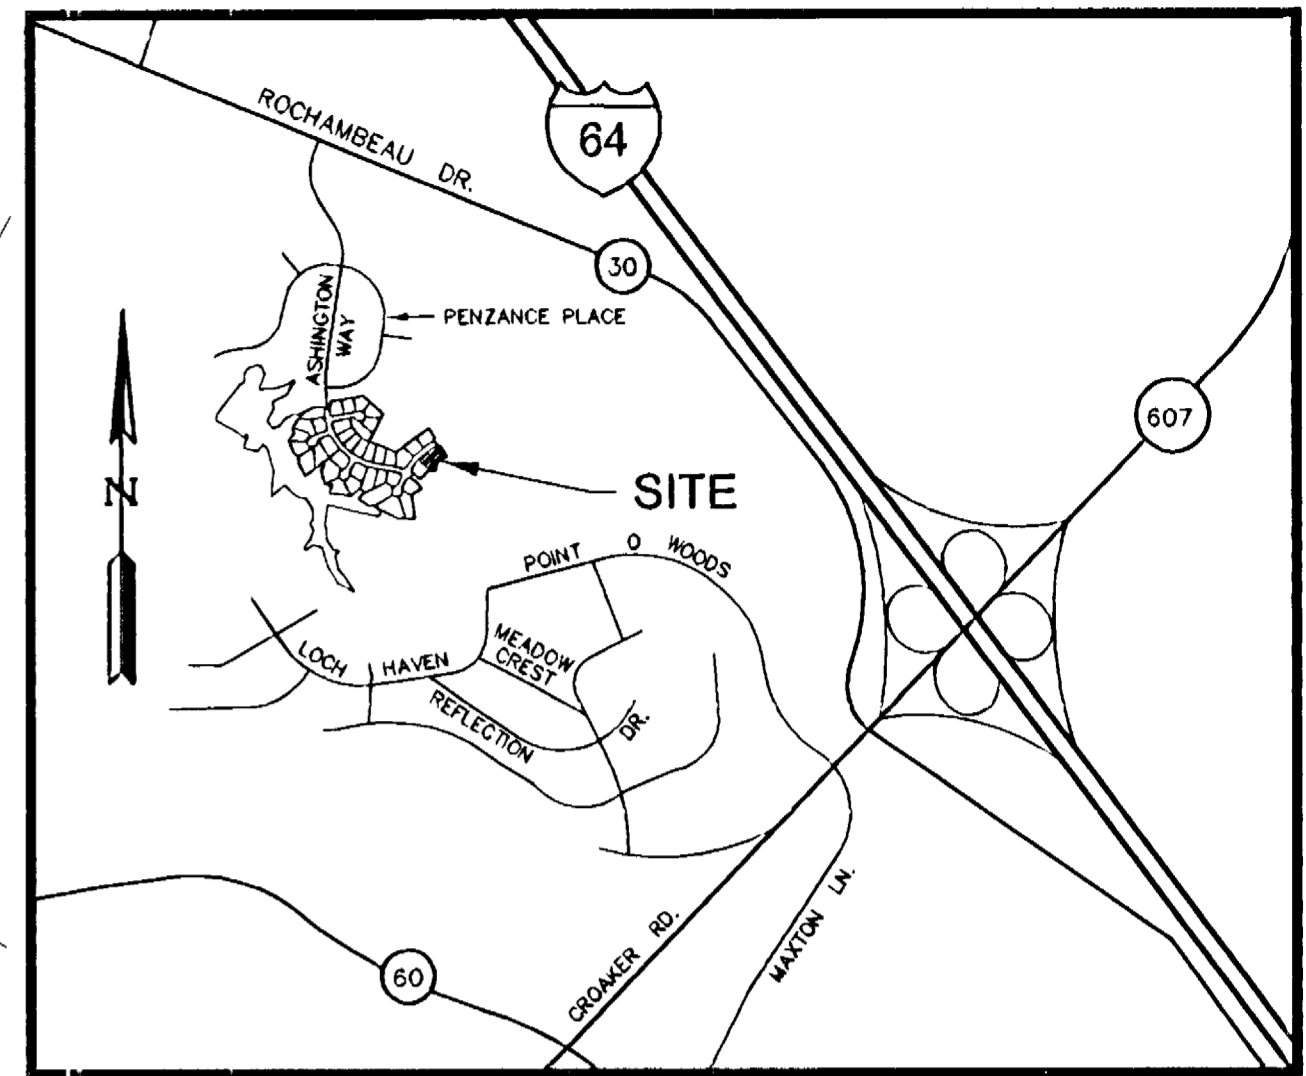 64
ROCHAMBEAU DR.
30
ASHINGTON
WAY
PENZANCE PLACE
607
N
SITE
POINT O WOODS
MEADOW
CREST
LOCH HAVEN
REFLECTION DR.
MAXTON LN.
CROAKER RD.
60